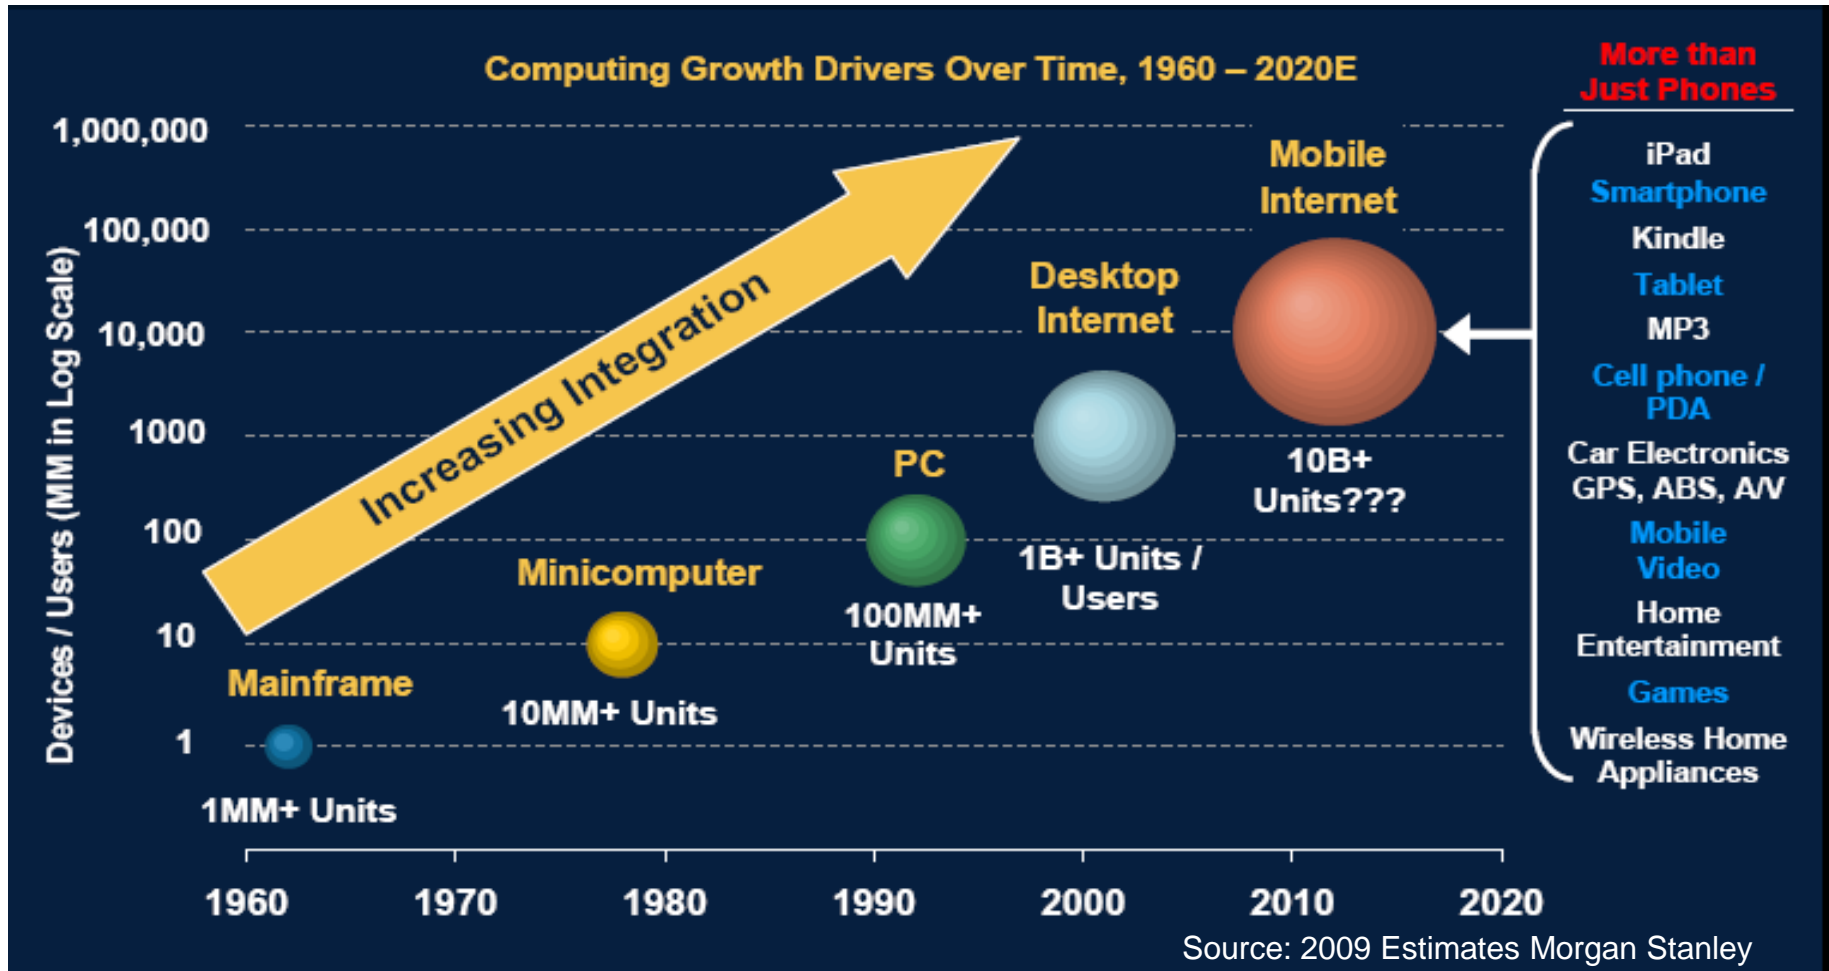 Computing Growth Drivers Over Time, 1960 – 2020E
More than
Just Phones
Devices / Users (MM in Log Scale)
1,000,000
100,000
10,000
1000
100
10
1
Increasing Integration
Mainframe
1MM+ Units
Minicomputer
10MM+ Units
PC
100MM+
Units
Desktop
Internet
1B+ Units /
Users
Mobile
Internet
10B+
Units???
iPad
Smartphone
Kindle
Tablet
MP3
Cell phone /
PDA
Car Electronics
GPS, ABS, A/V
Mobile
Video
Home
Entertainment
Games
Wireless Home
Appliances
1960
1970
1980
1990
2000
2010
2020
Source: 2009 Estimates Morgan Stanley